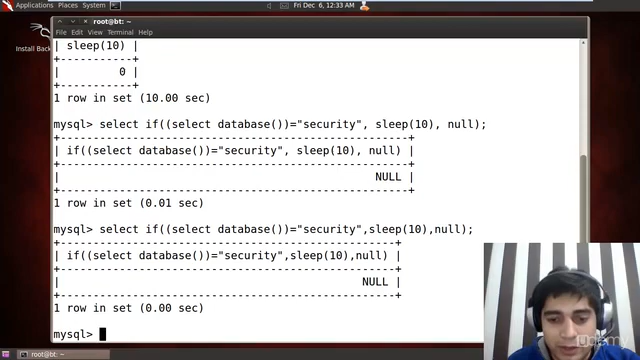 Applications Places System Fri Dec 6, 12:33 AM
root@bt: ~
File Edit View Terminal Help
Install Back
| sleep(10) |
+-----------+
| 0 |
+-----------+
1 row in set (10.00 sec)
mysql> select if((select database())="security", sleep(10), null);
+----------------------------------------------------+
| if((select database())="security", sleep(10), null) |
+----------------------------------------------------+
| NULL |
+----------------------------------------------------+
1 row in set (0.01 sec)
mysql> select if((select database())="security",sleep(10),null);
+--------------------------------------------------+
| if((select database())="security",sleep(10),null) |
+--------------------------------------------------+
| NULL |
+--------------------------------------------------+
1 row in set (0.00 sec)
mysql>
root@bt: ~
Udemy